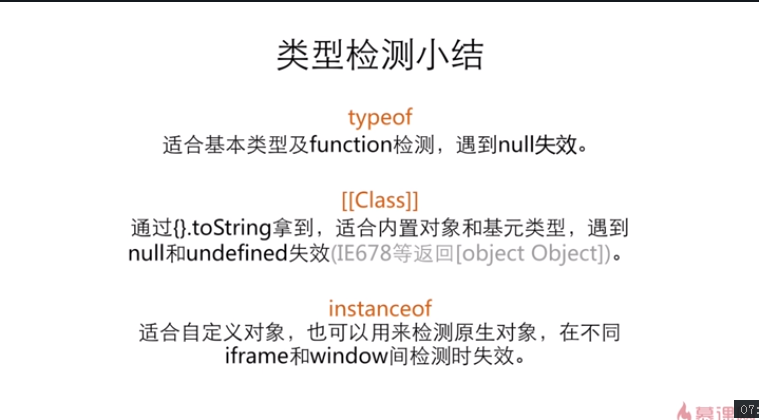 类型检测小结
typeof
适合基本类型及function检测，遇到null失效。
[[Class]]
通过{}.toString拿到，适合内置对象和基元类型，遇到
null和undefined失效(IE678等返回[object Object])。
instanceof
适合自定义对象，也可以用来检测原生对象，在不同
iframe和window间检测时失效。
慕课
07: